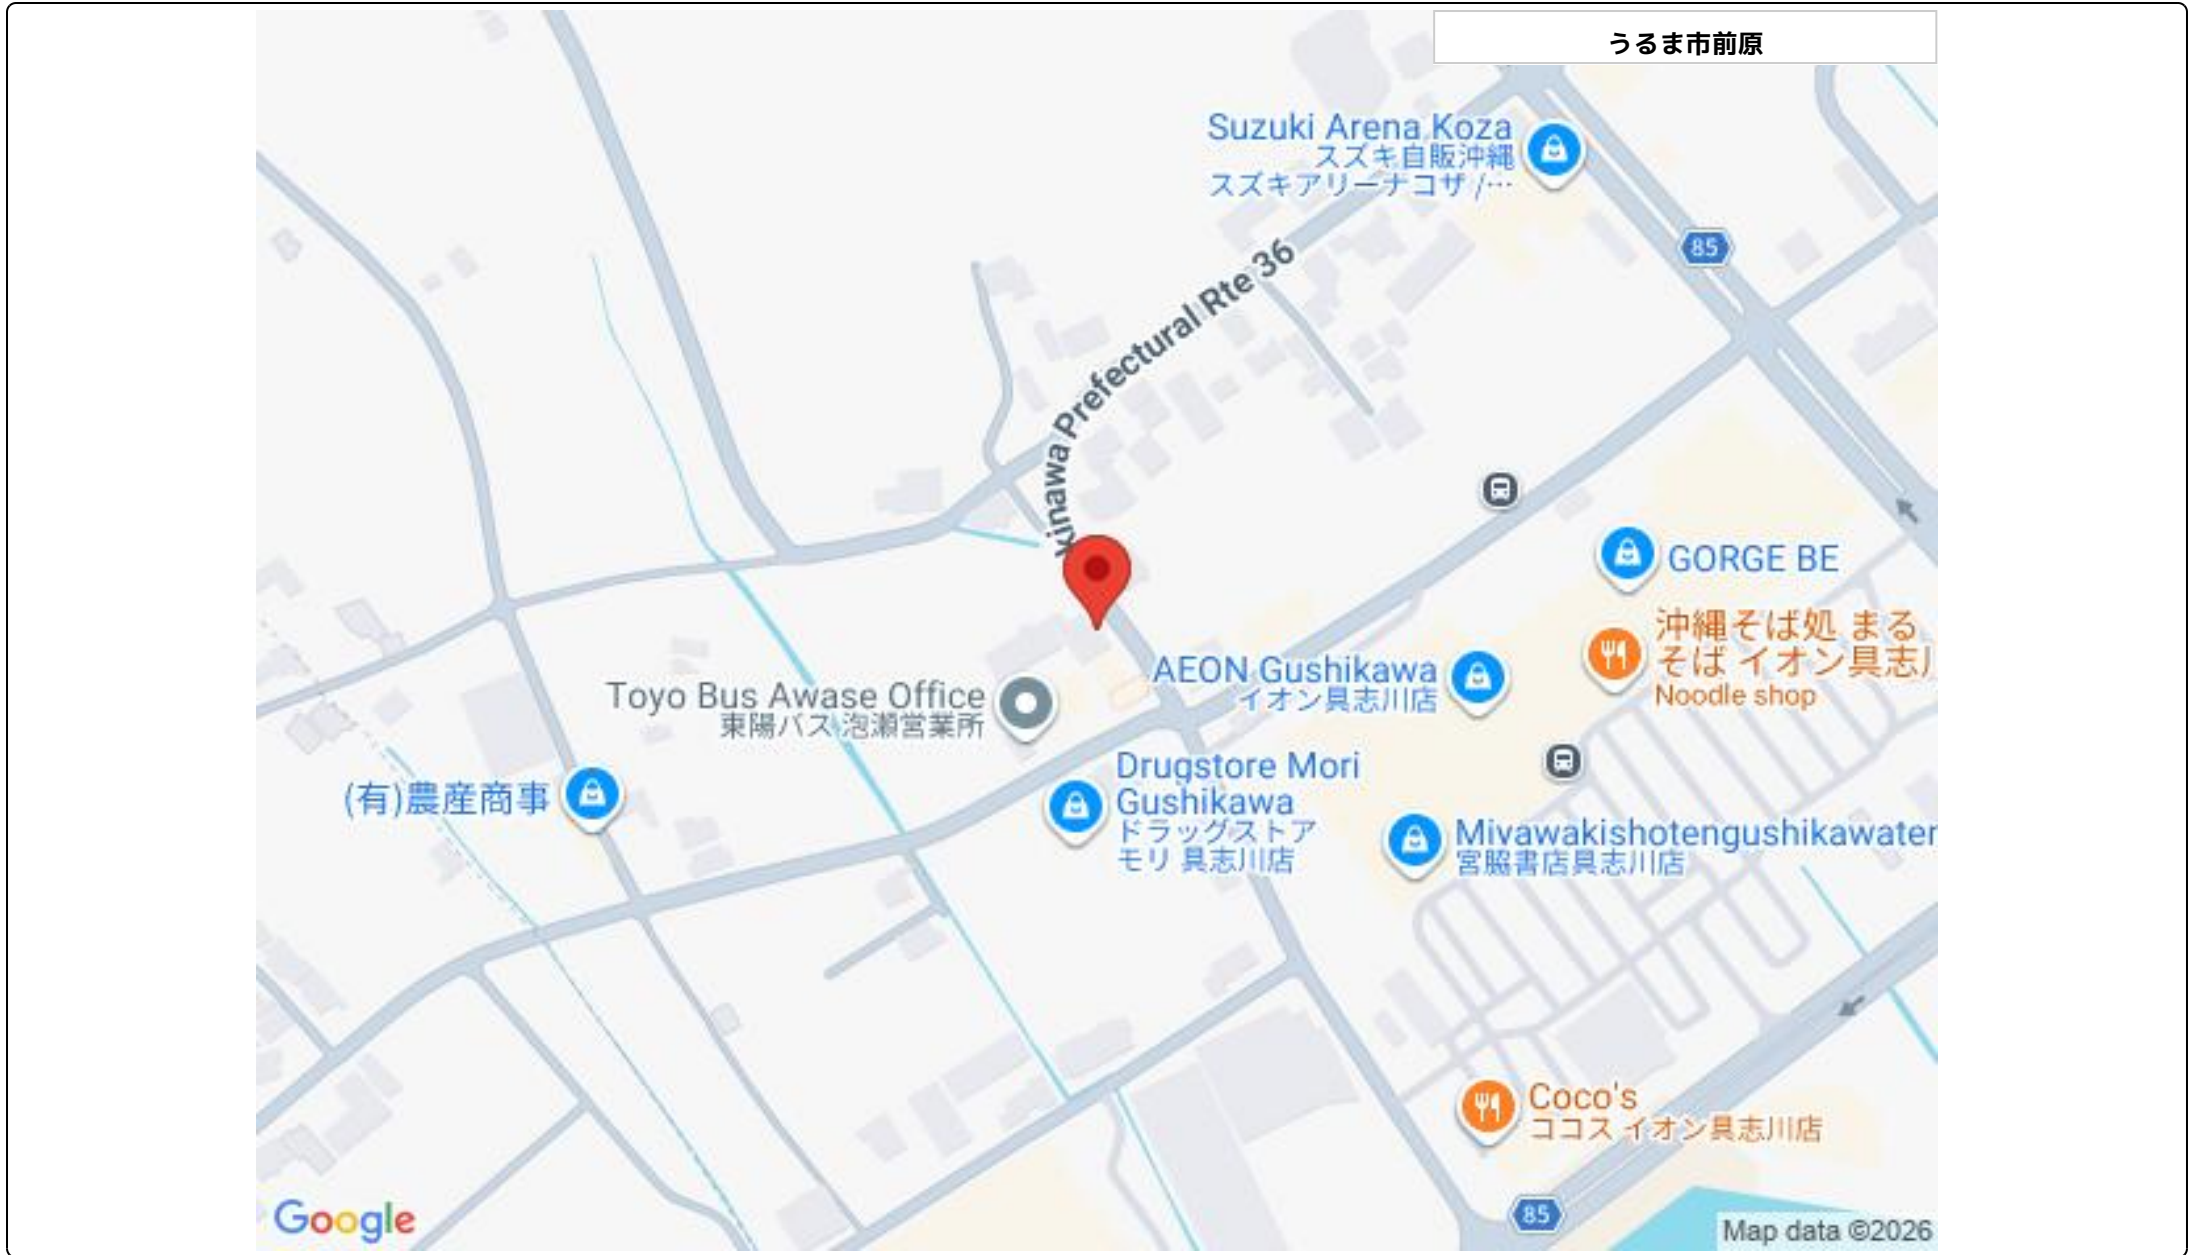 うるま市前原
Suzuki Arena Koza
スズキ自販沖縄
スズキアリーナコザ /…
85
kinawa Prefectural Rte 36
GORGE BE
沖縄そば処 まる
そば イオン具志川
Noodle shop
AEON Gushikawa
イオン具志川店
Toyo Bus Awase Office
東陽バス 泡瀬営業所
Drugstore Mori
Gushikawa
ドラッグストア
モリ 具志川店
(有)農産商事
Miyawakishotengushikawaten
宮脇書店具志川店
Coco's
ココス イオン具志川店
85
Google
Map data ©2026